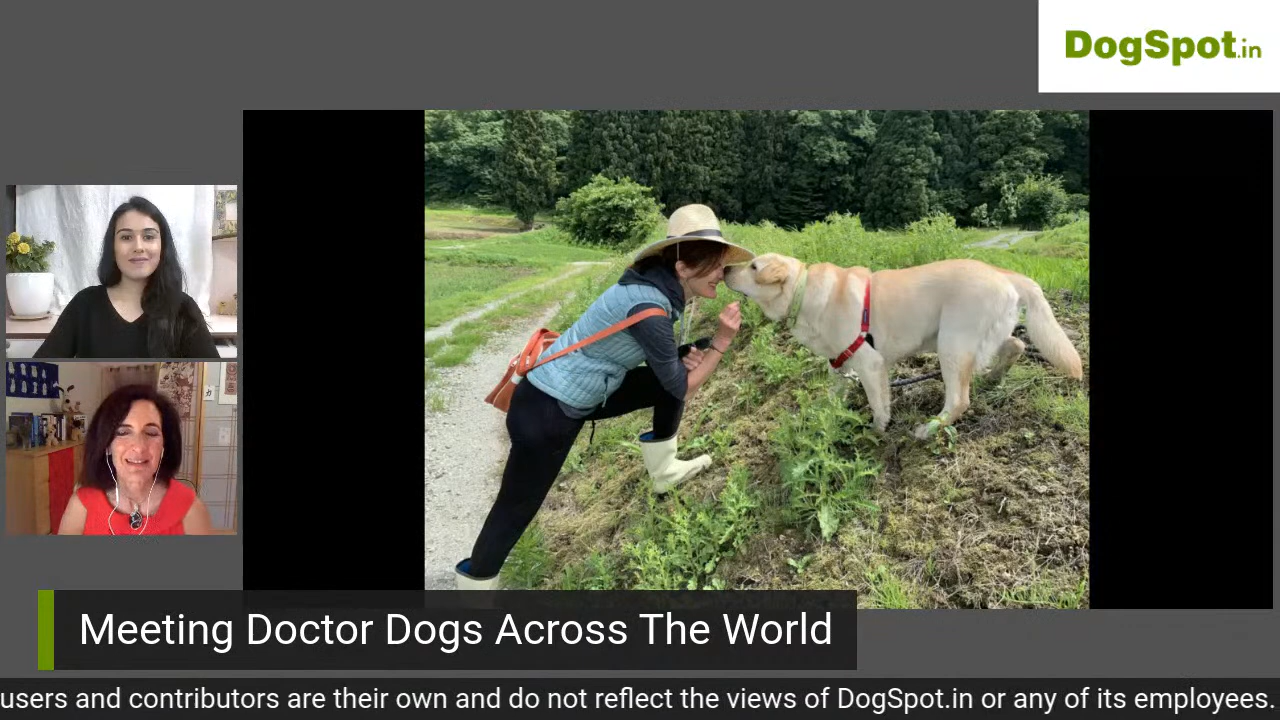 DogSpot.in
Meeting Doctor Dogs Across The World
users and contributors are their own and do not reflect the views of DogSpot.in or any of its employees.